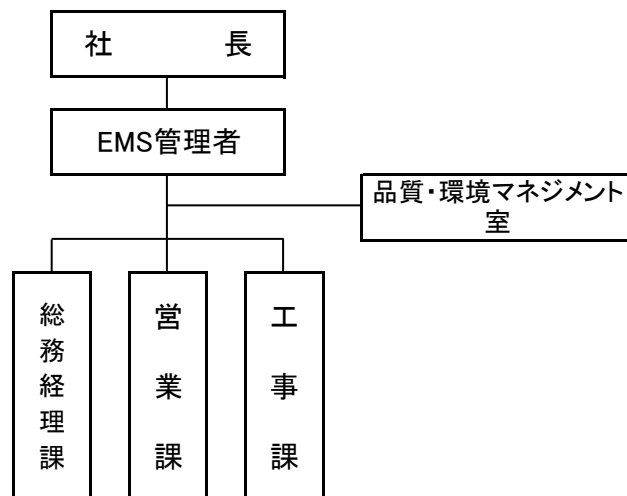 社　　　長
EMS管理者
品質・環境マネジメント
室
総務経理課
営業課
工事課